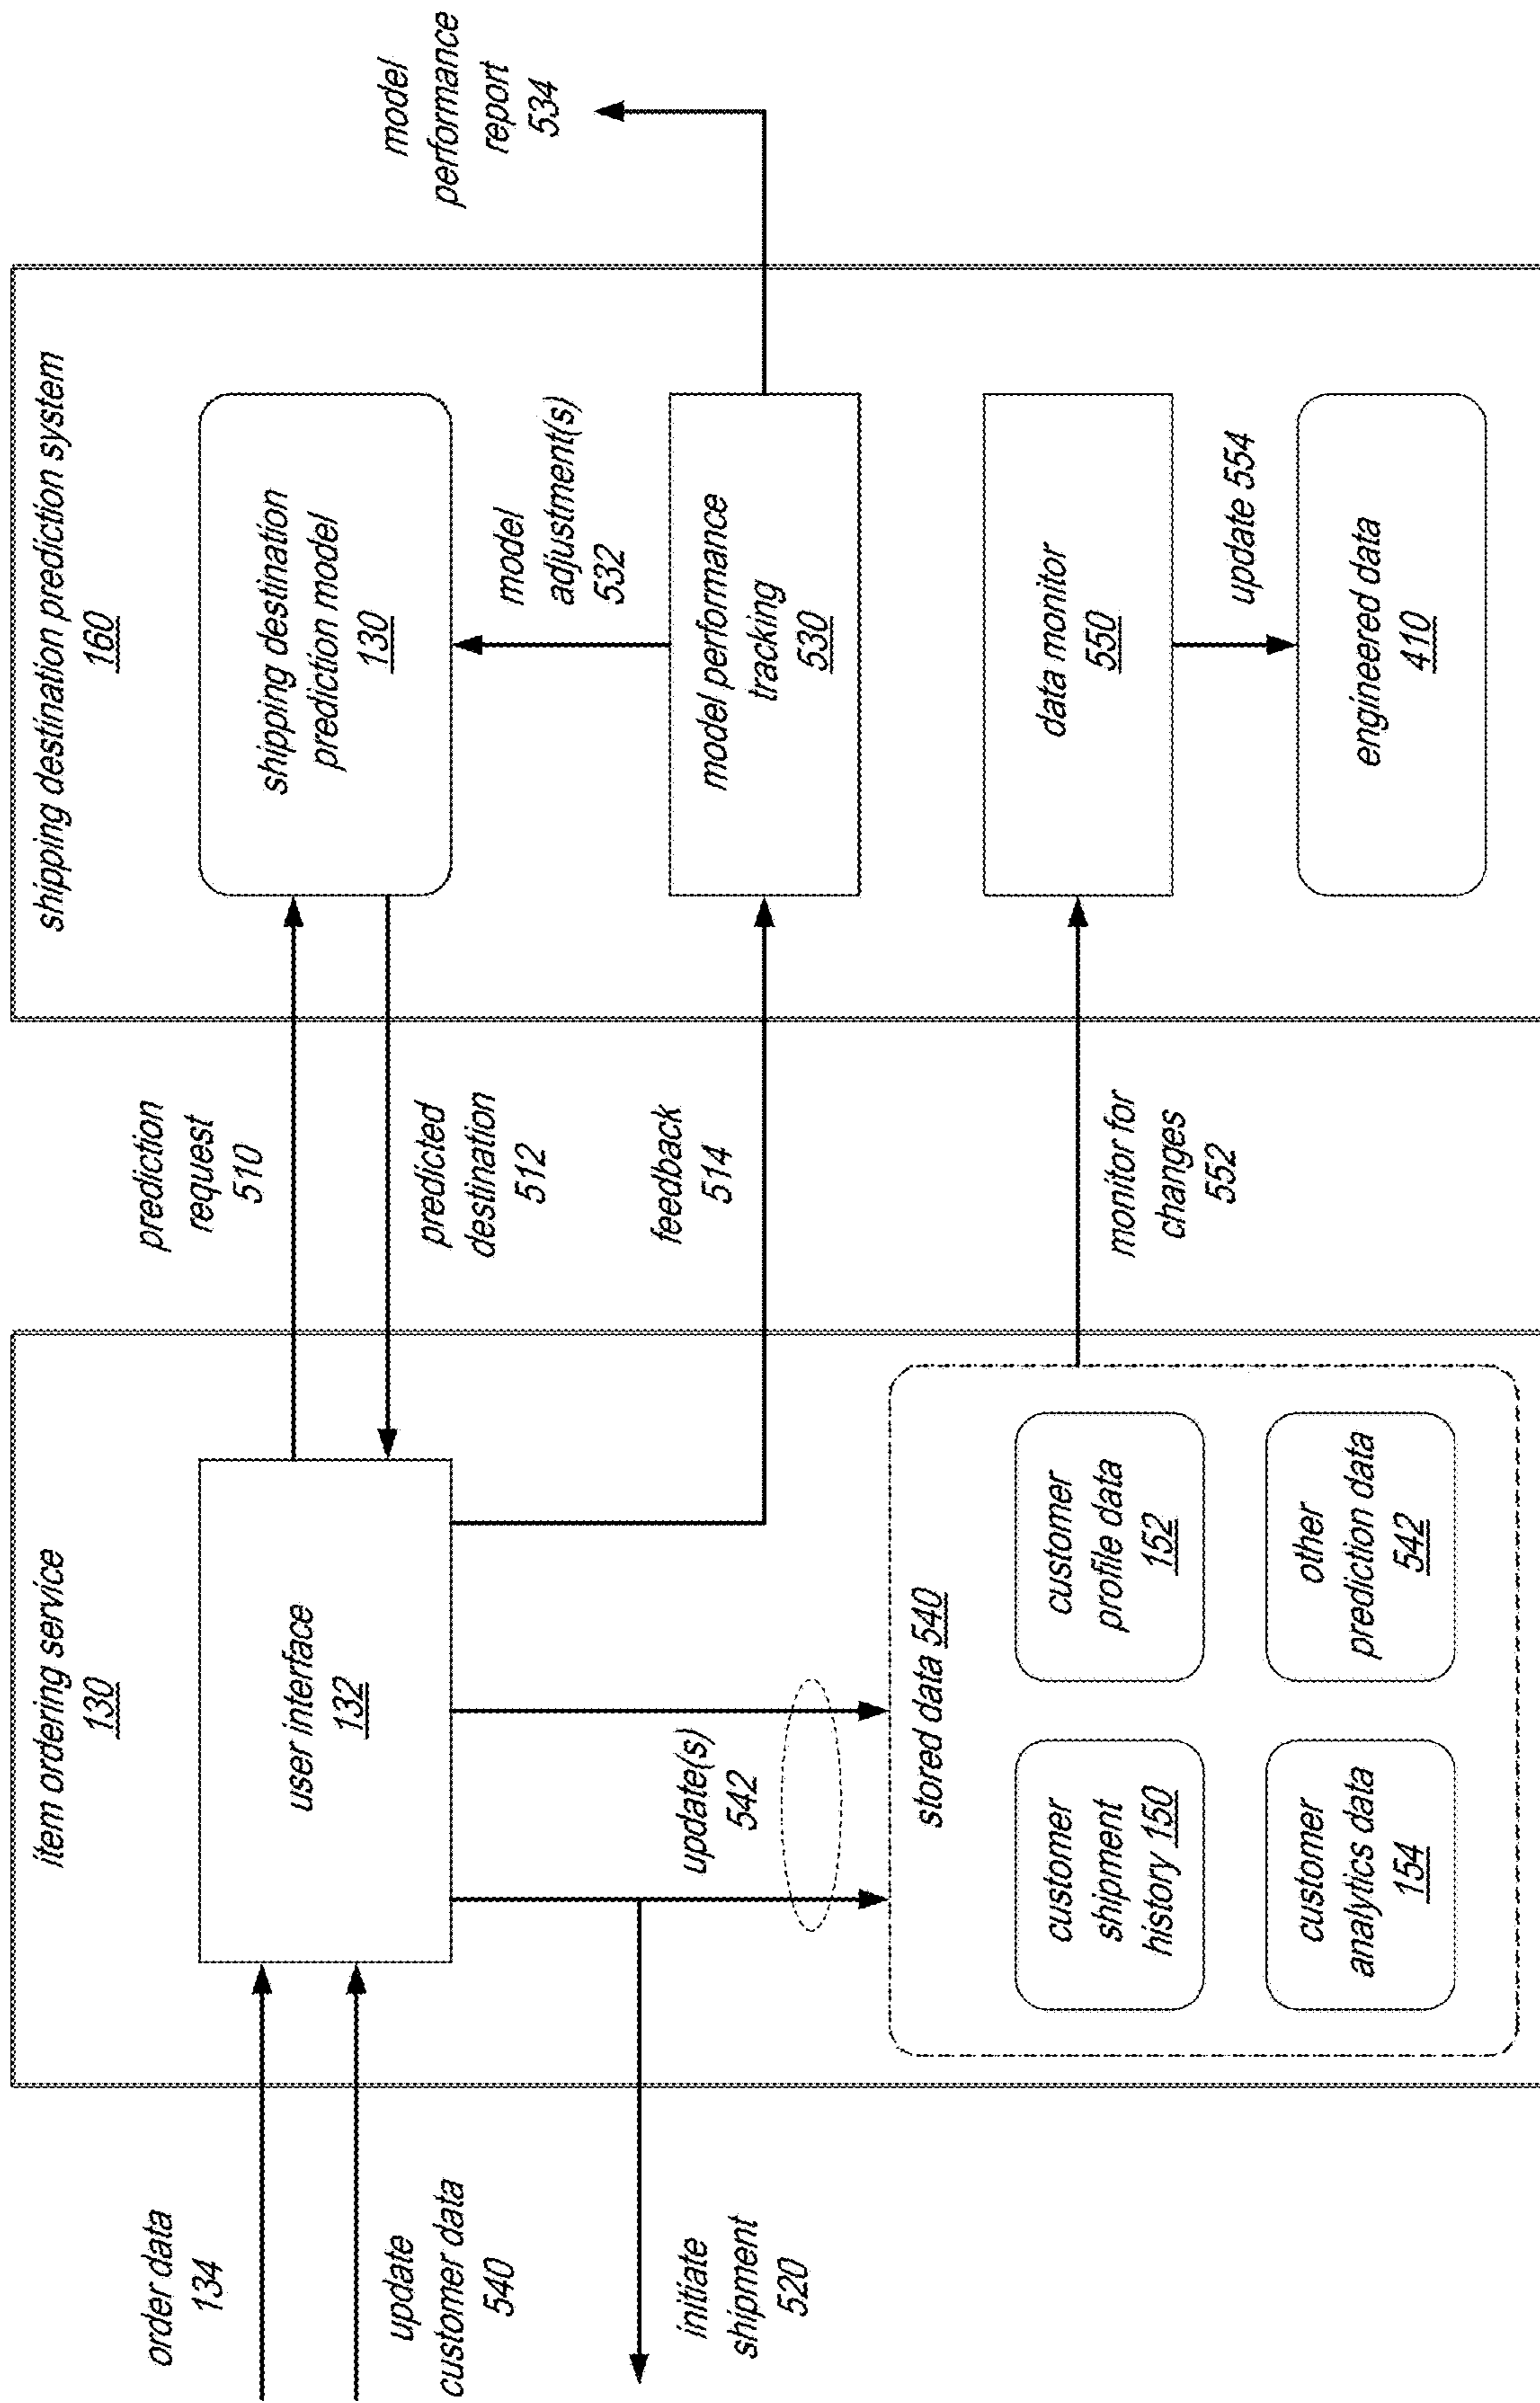 order data
134
update
customer data
540
initiate
shipment
520
item ordering service
130
user interface
132
update(s)
542
stored data 540
customer
shipment
history 150
customer
profile data
152
customer
analytics data
154
other
prediction data
542
prediction
request
510
predicted
destination
512
feedback
514
monitor for
changes
552
shipping destination prediction system
160
shipping destination
prediction model
130
model
adjustment(s)
532
model performance
tracking
530
data monitor
550
update 554
engineered data
410
model
performance
report
534